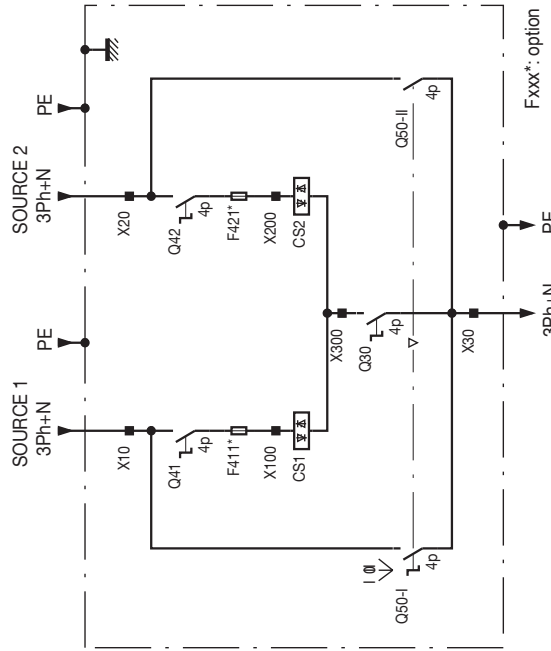 SOURCE 1
3Ph+N
PE
SOURCE 2
3Ph+N
PE
X10
X20
Q41
4p
Q42
4p
F411*
F421*
X100
X200
CS1
CS2
X300
Q30
4p
Q50-I
4p
Q50-II
4p
X30
3Ph+N
PE
Fxxx*: option